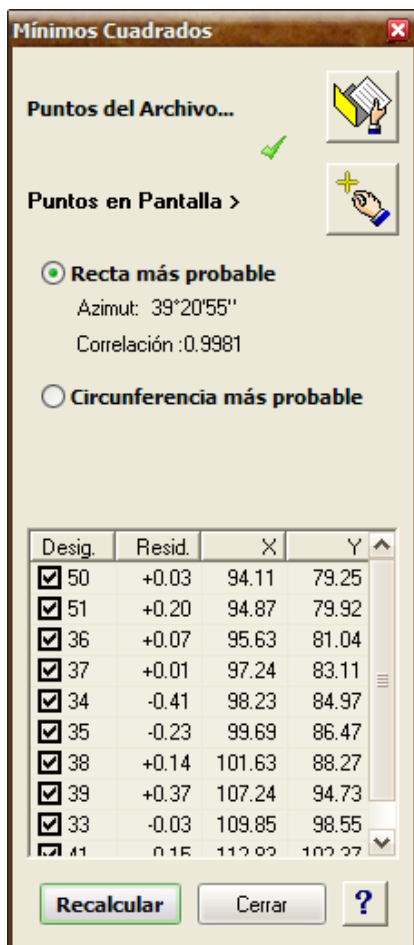 Mínimos Cuadrados
Puntos del Archivo...
Puntos en Pantalla >
Recta más probable
Azimut: 39°20'55''
Correlación :0.9981
Circunferencia más probable
Desig. Resid. X Y
50 +0.03 94.11 79.25
51 +0.20 94.87 79.92
36 +0.07 95.63 81.04
37 +0.01 97.24 83.11
34 -0.41 98.23 84.97
35 -0.23 99.69 86.47
38 +0.14 101.63 88.27
39 +0.37 107.24 94.73
33 -0.03 109.85 98.55
Recalcular Cerrar ?